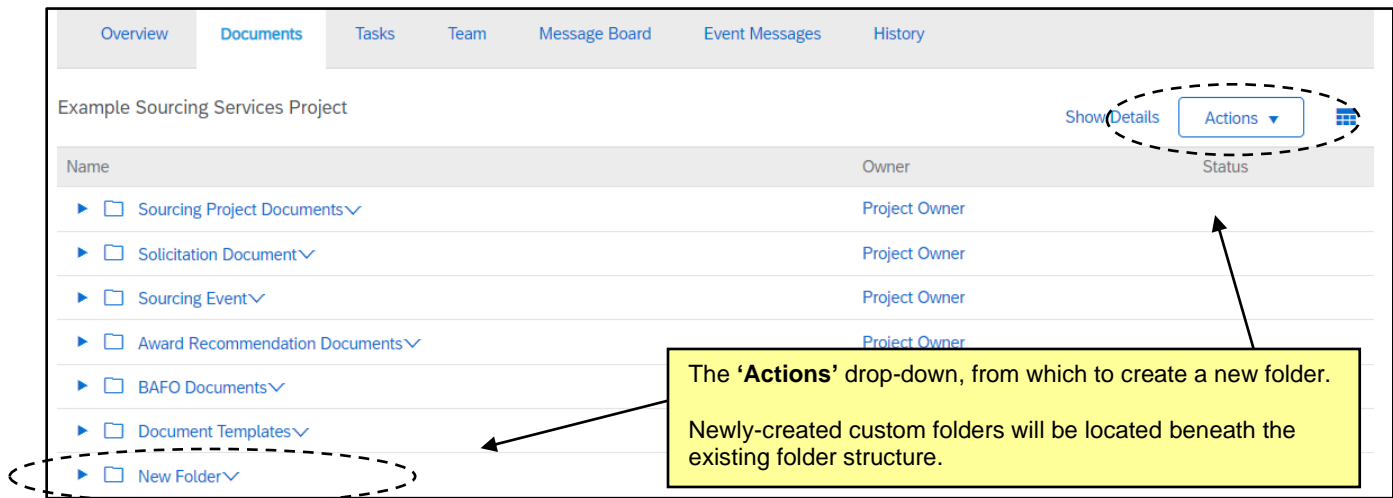 Overview Documents Tasks Team Message Board Event Messages History
Example Sourcing Services Project
Show Details Actions
Name Owner Status
Sourcing Project Documents Project Owner
Solicitation Document Project Owner
Sourcing Event Project Owner
Award Recommendation Documents Project Owner
BAFO Documents
Document Templates
New Folder
The ‘Actions’ drop-down, from which to create a new folder.
Newly-created custom folders will be located beneath the
existing folder structure.